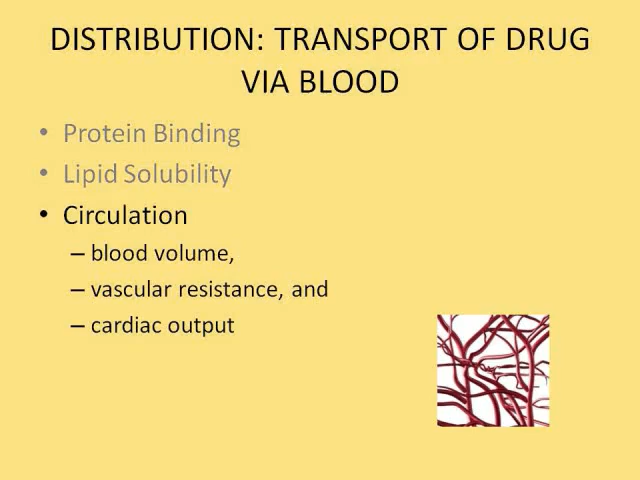 DISTRIBUTION: TRANSPORT OF DRUG
VIA BLOOD
• Protein Binding
• Lipid Solubility
• Circulation
– blood volume,
– vascular resistance, and
– cardiac output